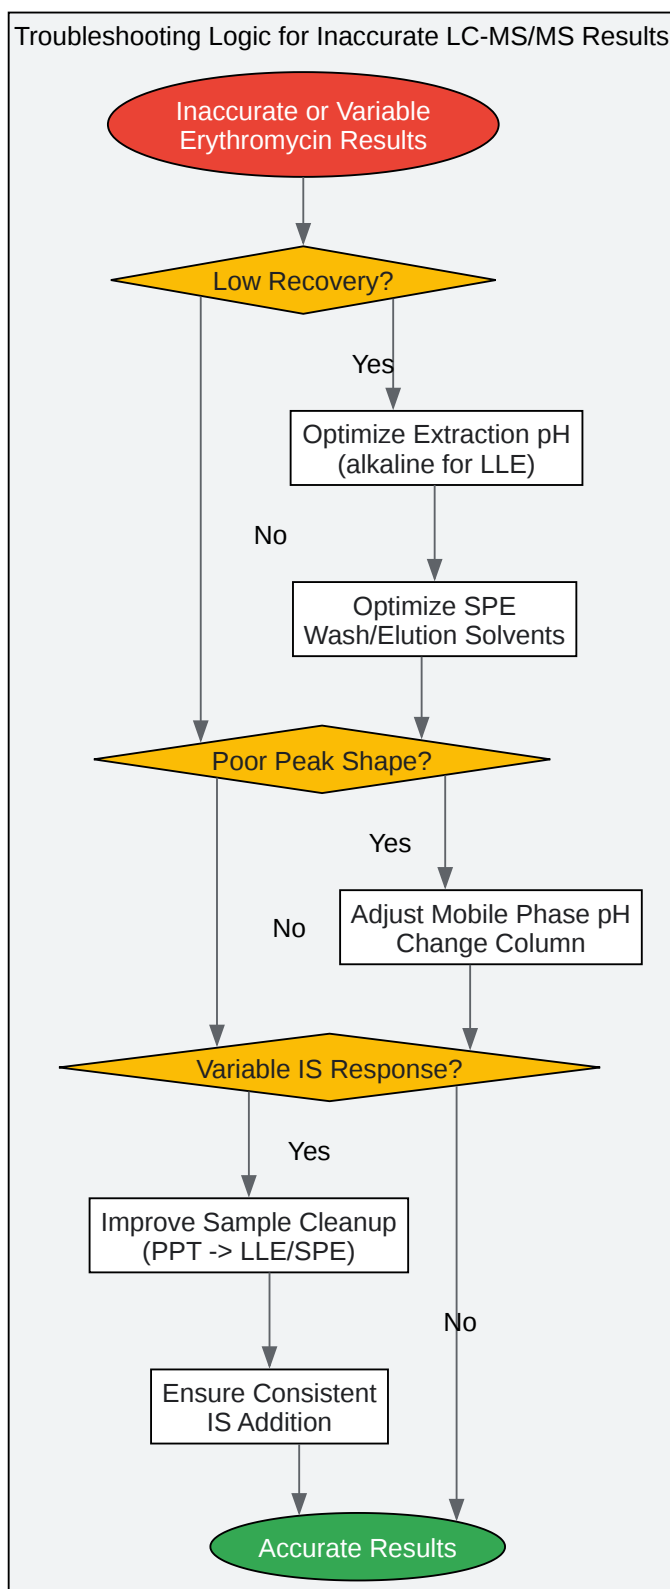 Troubleshooting Logic for Inaccurate LC-MS/MS Results
Inaccurate or Variable
Erythromycin Results
Low Recovery?
Yes
Optimize Extraction pH
(alkaline for LLE)
No
Optimize SPE
Wash/Elution Solvents
Poor Peak Shape?
Yes
Adjust Mobile Phase pH
Change Column
No
Variable IS Response?
Yes
Improve Sample Cleanup
(PPT -> LLE/SPE)
No
Ensure Consistent
IS Addition
Accurate Results